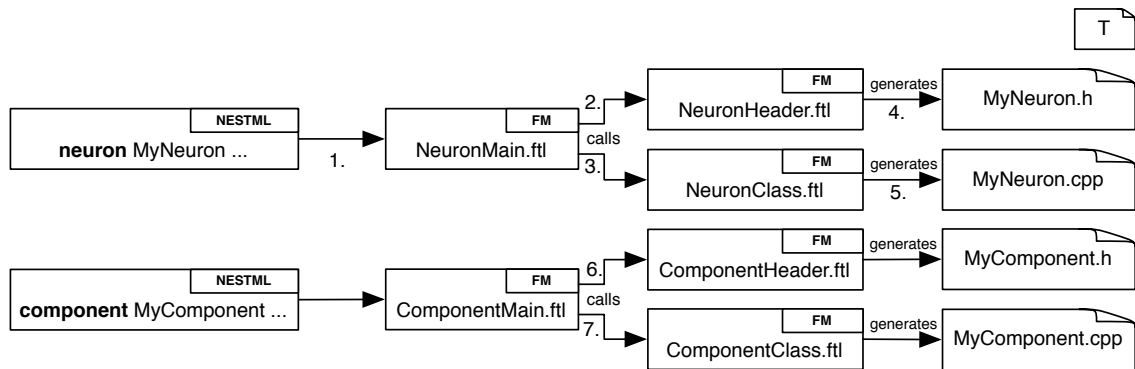 T
NESTML
neuron MyNeuron ...
1.
FM
NeuronMain.ftl
2.
calls
3.
FM
NeuronHeader.ftl
generates
4.
MyNeuron.h
FM
NeuronClass.ftl
generates
5.
MyNeuron.cpp
NESTML
component MyComponent ...
FM
ComponentMain.ftl
6.
calls
7.
FM
ComponentHeader.ftl
generates
MyComponent.h
FM
ComponentClass.ftl
generates
MyComponent.cpp